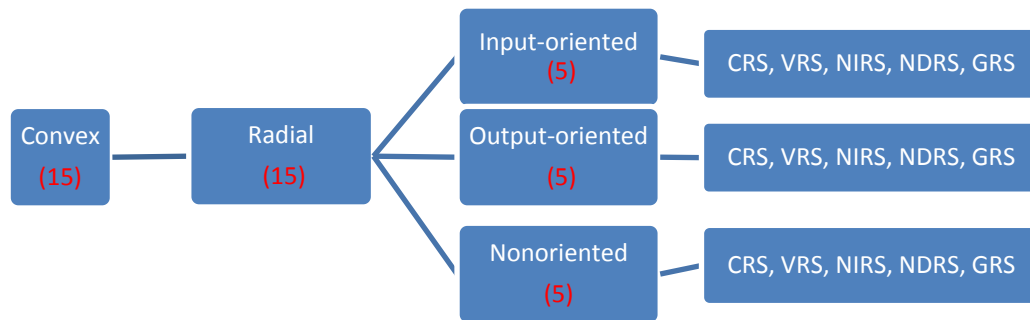 Convex
(15)
Radial
(15)
Input-oriented
(5)
CRS, VRS, NIRS, NDRS, GRS
Output-oriented
(5)
CRS, VRS, NIRS, NDRS, GRS
Nonoriented
(5)
CRS, VRS, NIRS, NDRS, GRS